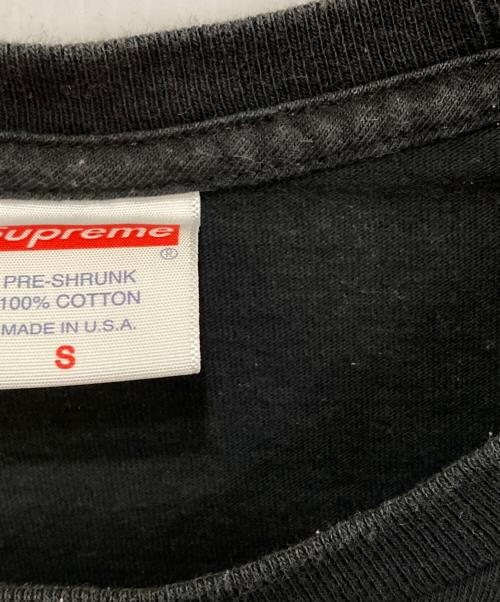 Supreme
®
PRE-SHRUNK
100% COTTON
MADE IN U.S.A.
S